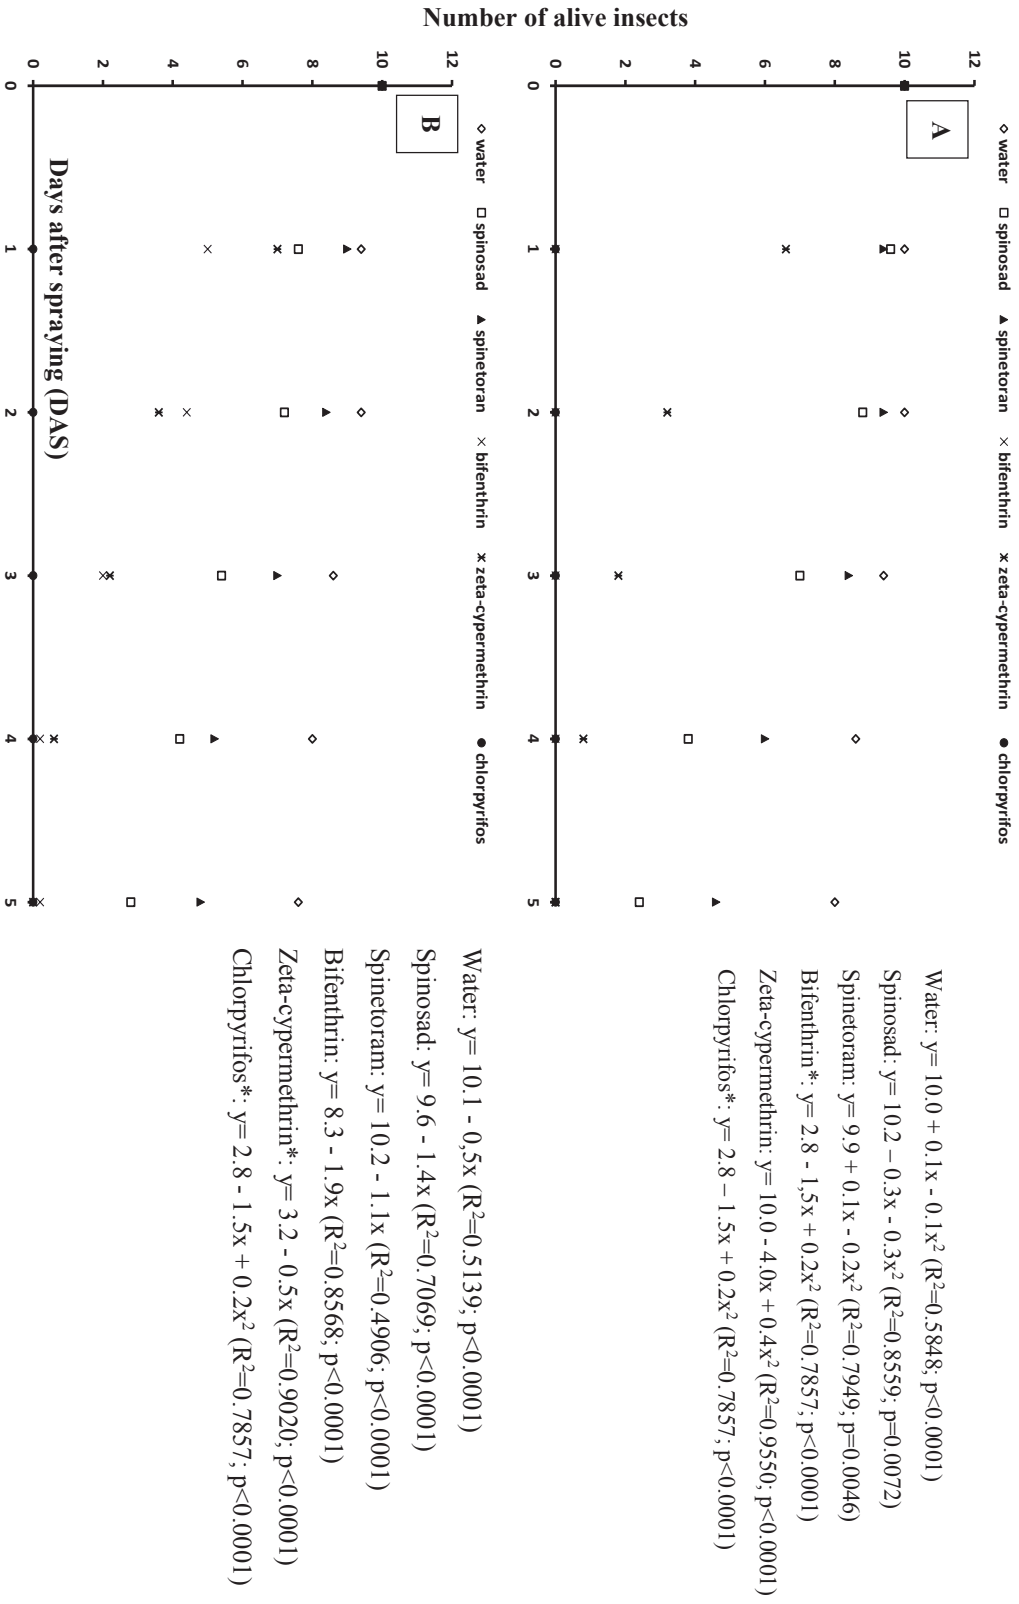 Number of alive insects
◇ water □ spinosad ▲ spinetoran × bifenthrin ж zeta-cypermethrin ● chlorpyrifos
A
12
10
8
6
4
2
0
0 1 2 3 4 5
Water: y= 10.0 + 0.1x - 0.1x² (R²=0.5848; p<0.0001)
Spinosad: y= 10.2 – 0.3x - 0.3x² (R²=0.8559; p=0.0072)
Spinetoram: y= 9.9 + 0.1x - 0.2x² (R²=0.7949; p=0.0046)
Bifenthrin*: y= 2.8 - 1,5x + 0.2x² (R²=0.7857; p<0.0001)
Zeta-cypermethrin: y= 10.0 - 4.0x + 0.4x² (R²=0.9550; p<0.0001)
Chlorpyrifos*: y= 2.8 – 1.5x + 0.2x² (R²=0.7857; p<0.0001)
◇ water □ spinosad ▲ spinetoran × bifenthrin ж zeta-cypermethrin ● chlorpyrifos
B
12
10
8
6
4
2
0
0 1 2 3 4 5
Days after spraying (DAS)
Water: y= 10.1 - 0,5x (R²=0.5139; p<0.0001)
Spinosad: y= 9.6 - 1.4x (R²=0.7069; p<0.0001)
Spinetoram: y= 10.2 - 1.1x (R²=0.4906; p<0.0001)
Bifenthrin: y= 8.3 - 1.9x (R²=0.8568; p<0.0001)
Zeta-cypermethrin*: y= 3.2 - 0.5x (R²=0.9020; p<0.0001)
Chlorpyrifos*: y= 2.8 - 1.5x + 0.2x² (R²=0.7857; p<0.0001)